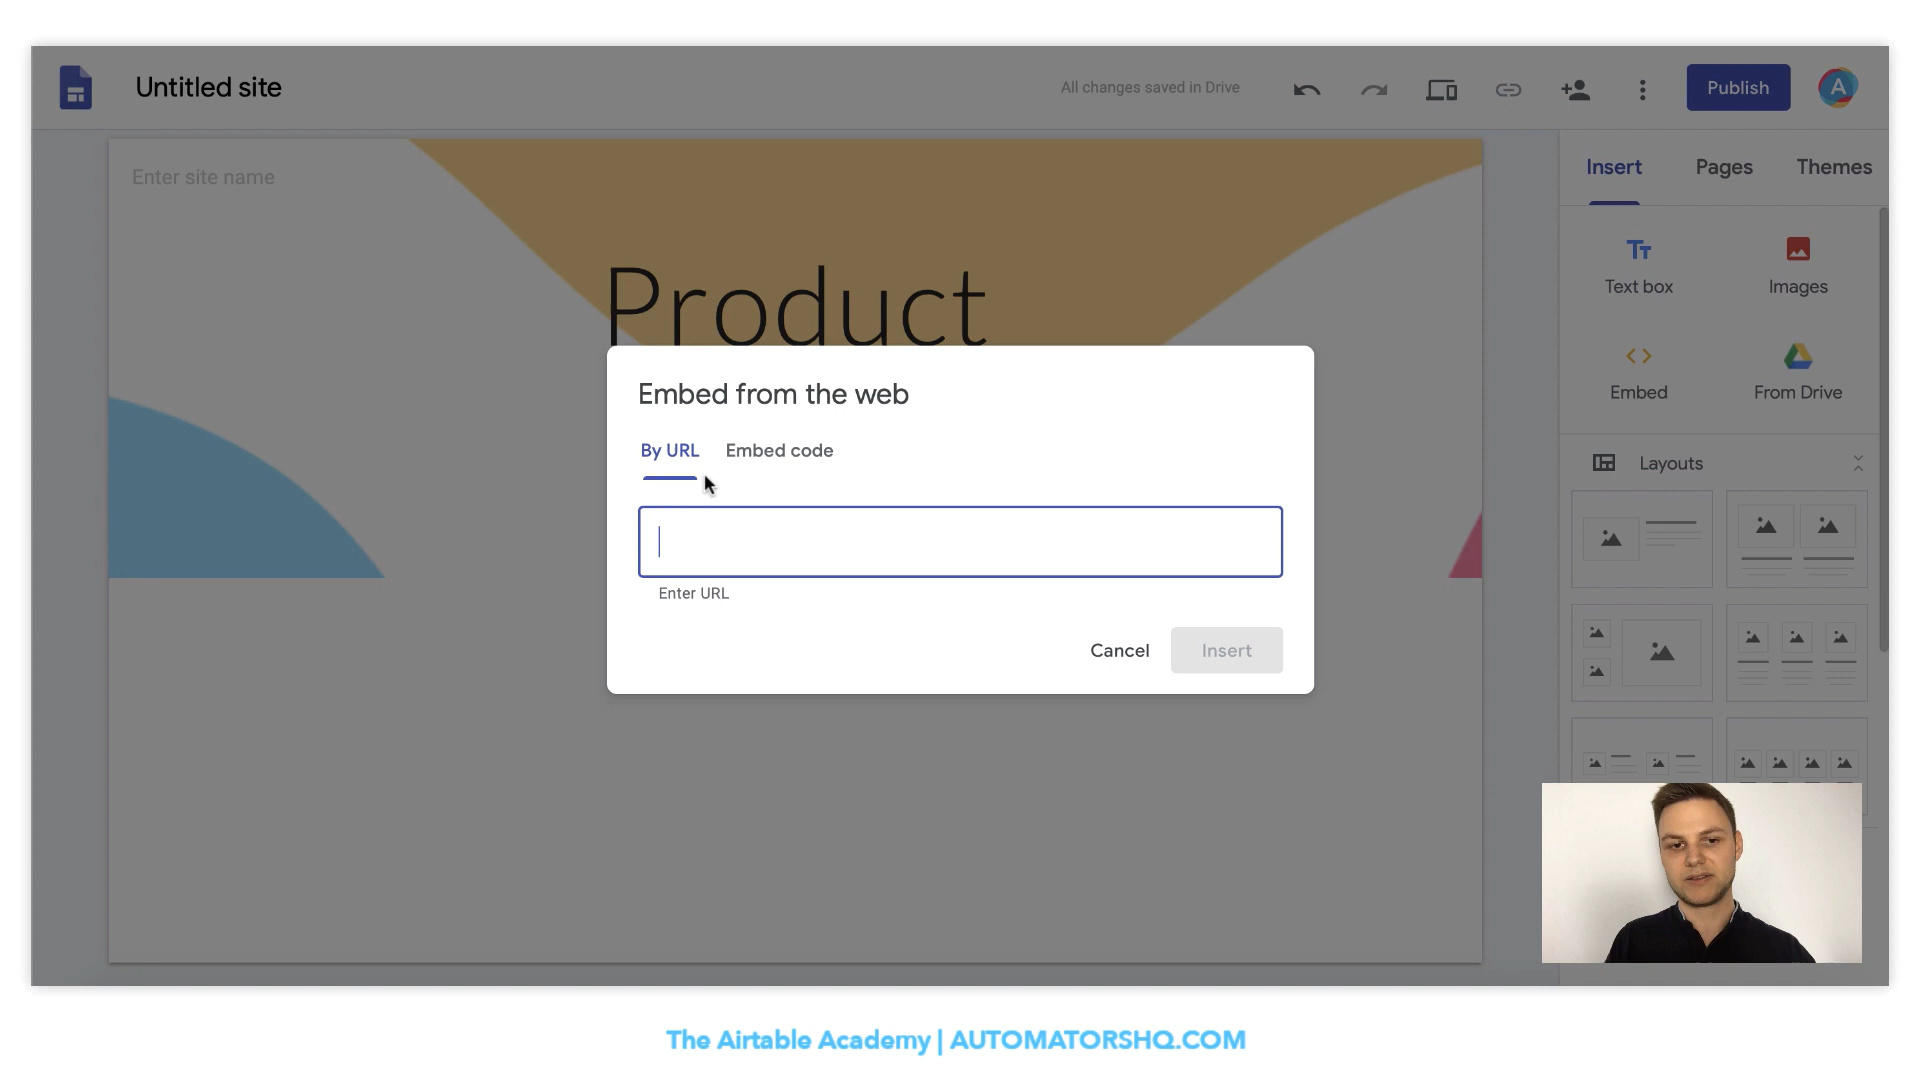 Untitled site
All changes saved in Drive
Publish
A
Enter site name
Insert
Pages
Themes
Product
Text box
Images
Embed
From Drive
Layouts
Embed from the web
By URL
Embed code
Enter URL
Cancel
Insert
The Airtable Academy | AUTOMATORSHQ.COM